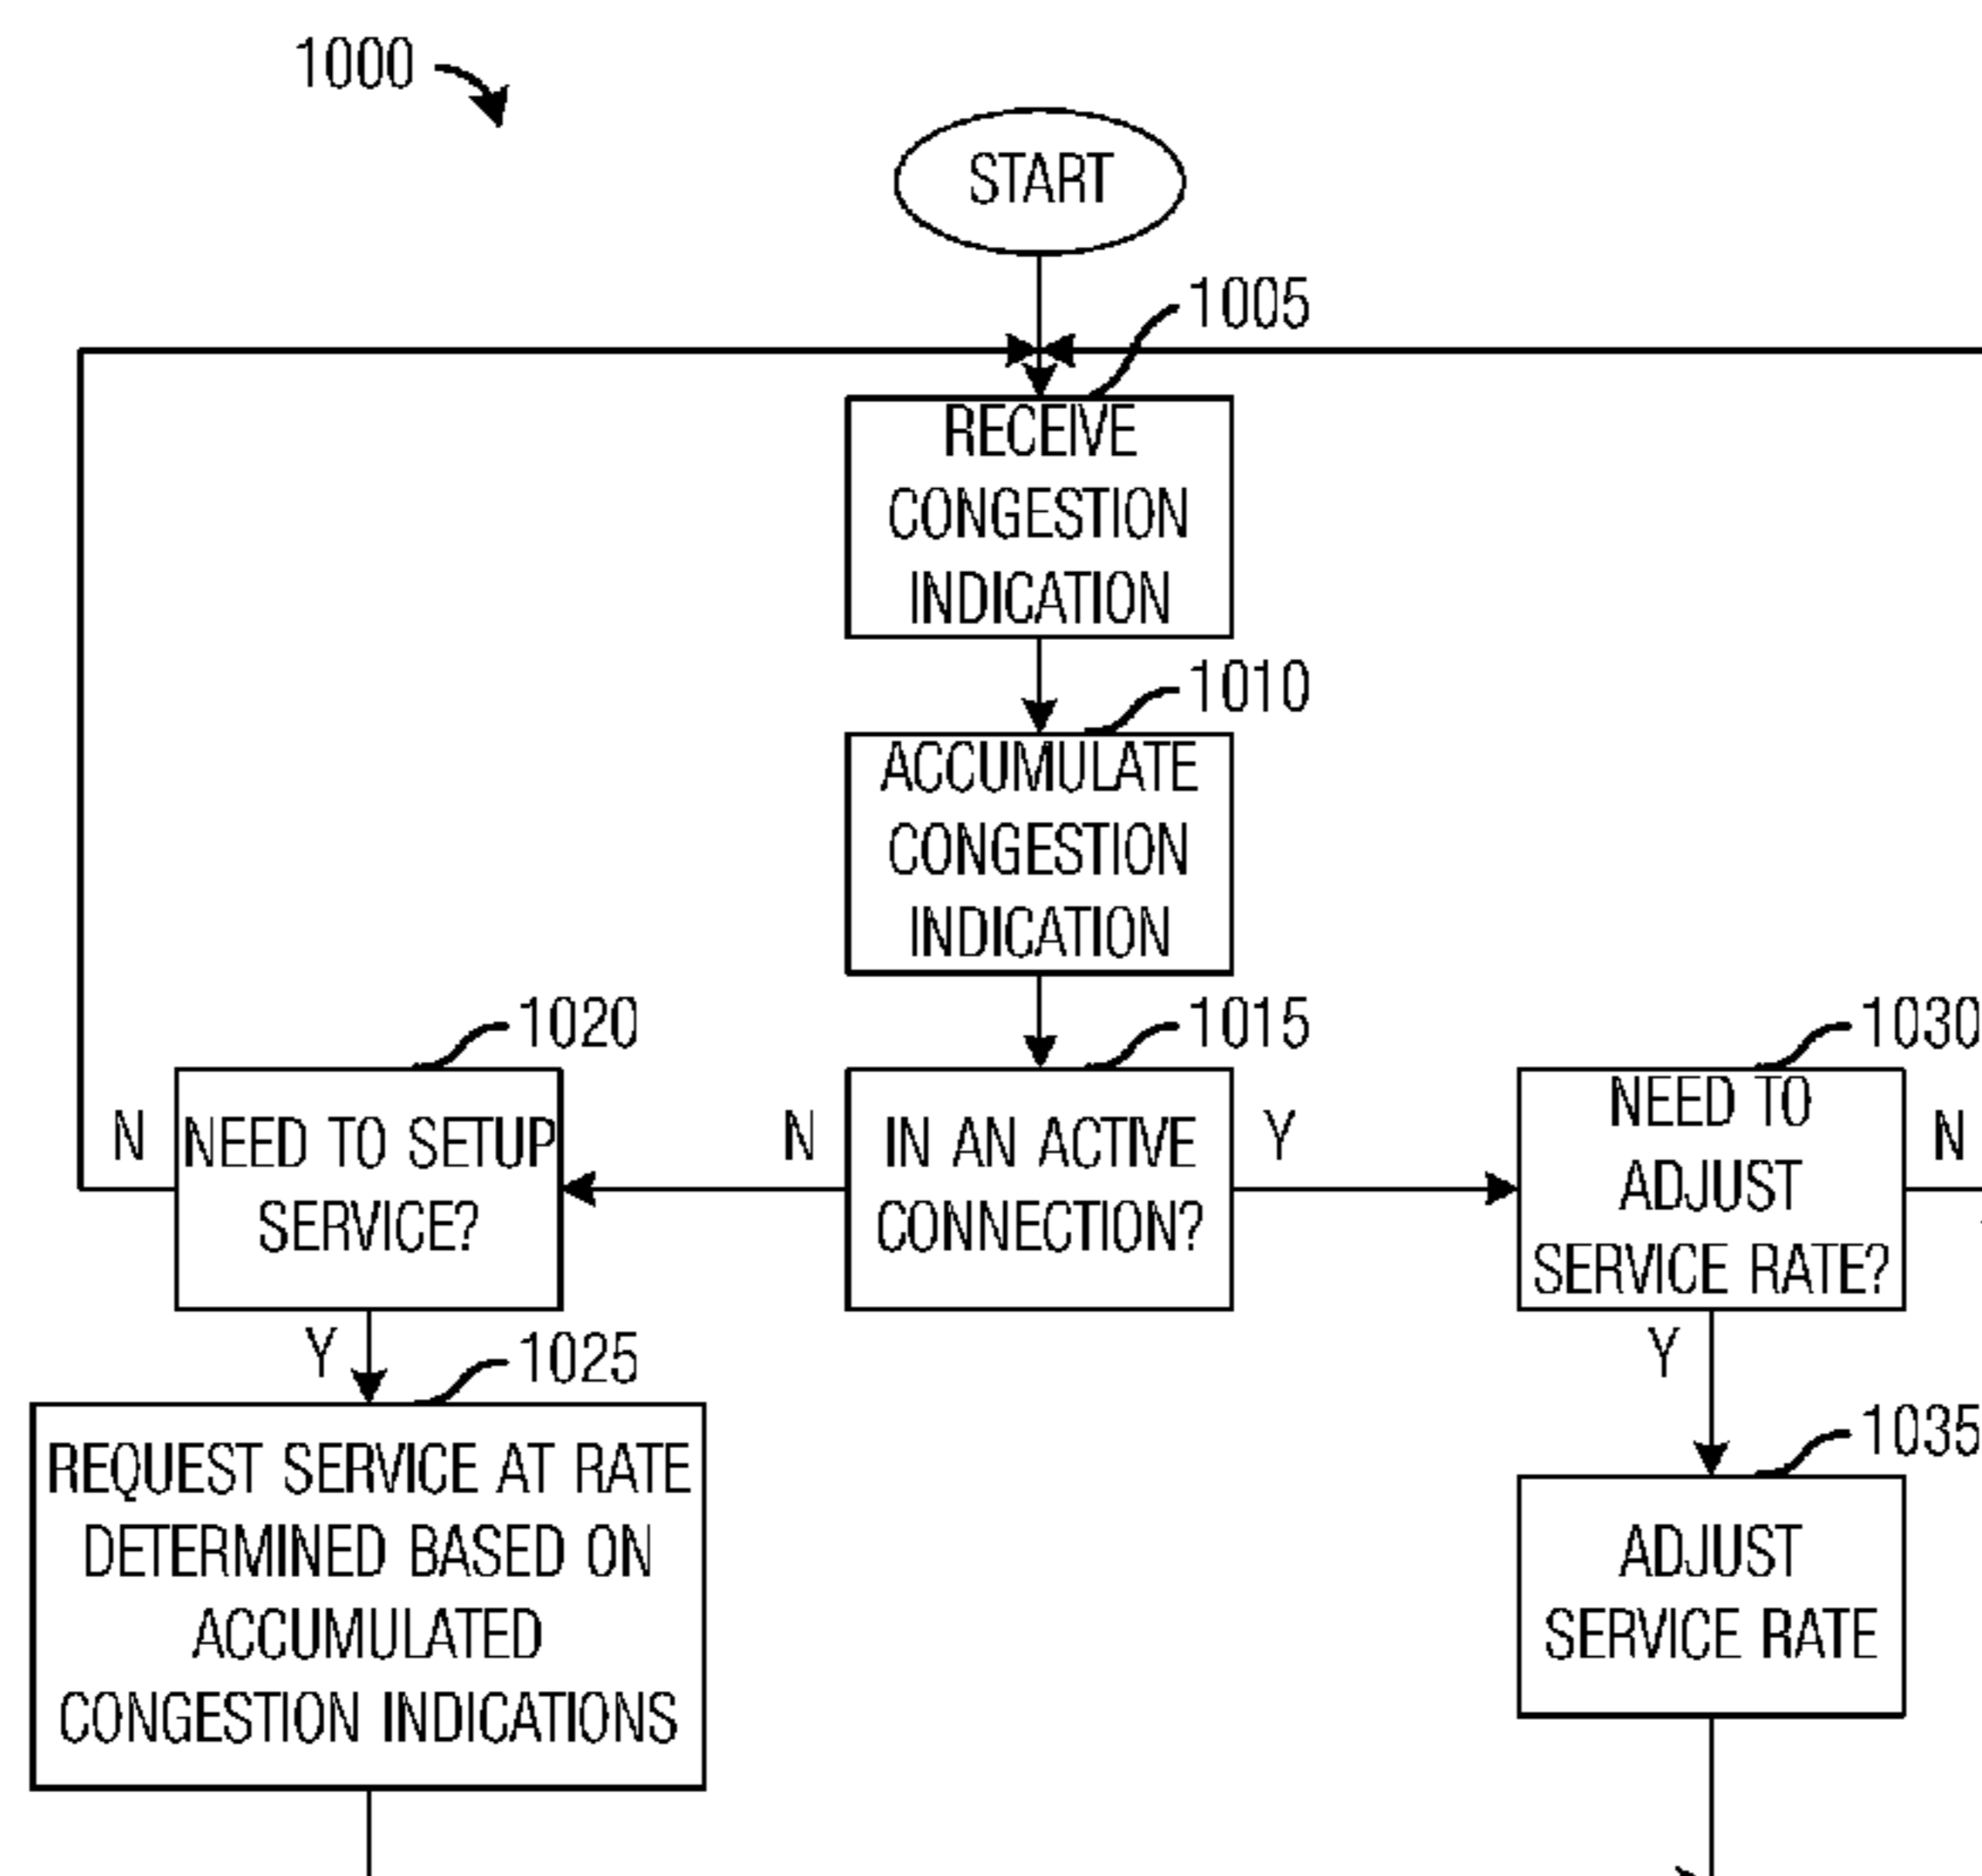 1000
START
1005
RECEIVE
CONGESTION
INDICATION
1010
ACCUMULATE
CONGESTION
INDICATION
1020
1015
1030
N
NEED TO SETUP
SERVICE?
N
IN AN ACTIVE
CONNECTION?
Y
NEED TO
ADJUST
SERVICE RATE?
N
Y
1025
Y
1035
REQUEST SERVICE AT RATE
DETERMINED BASED ON
ACCUMULATED
CONGESTION INDICATIONS
ADJUST
SERVICE RATE